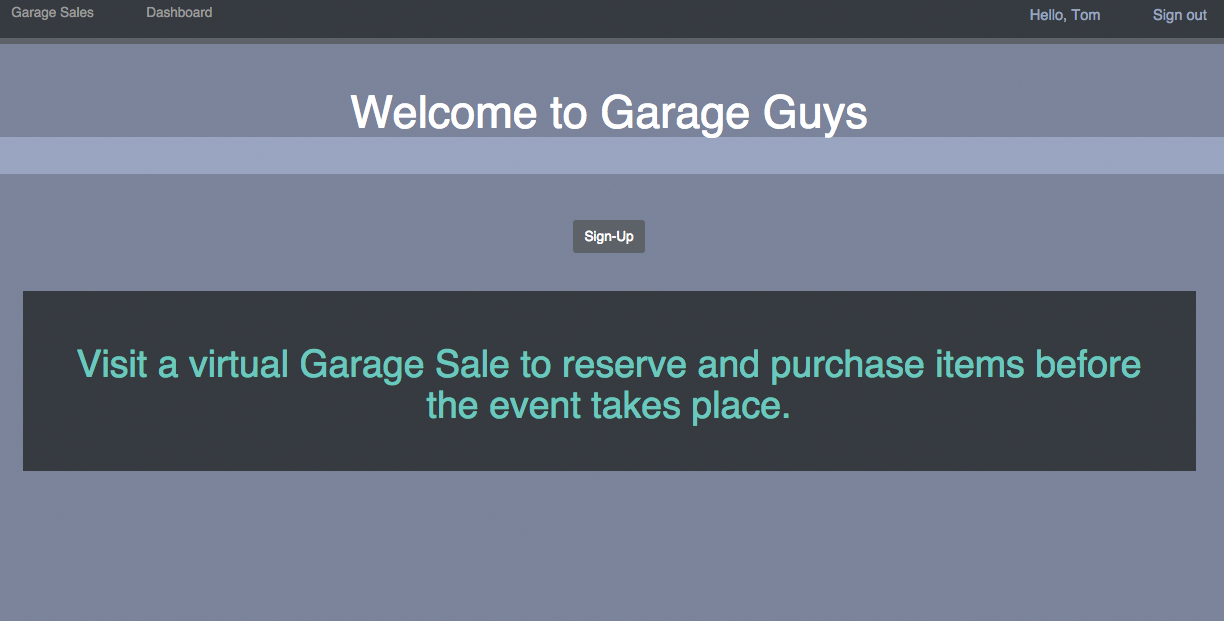 Garage Sales Dashboard Hello, Tom Sign out
Welcome to Garage Guys
Sign-Up
Visit a virtual Garage Sale to reserve and purchase items before
the event takes place.